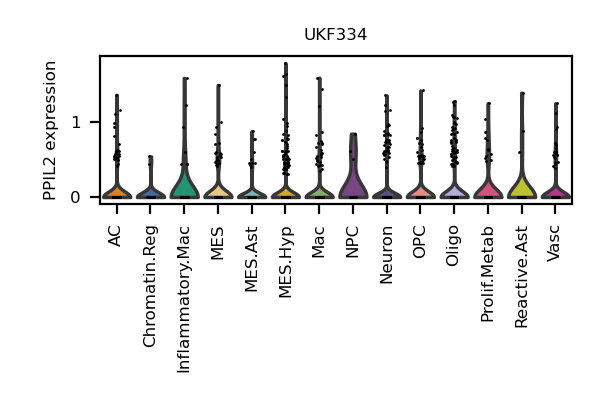 UKF334
PPIL2 expression
1
0
AC
Chromatin.Reg
Inflammatory.Mac
MES
MES.Ast
MES.Hyp
Mac
NPC
Neuron
OPC
Oligo
Prolif.Metab
Reactive.Ast
Vasc